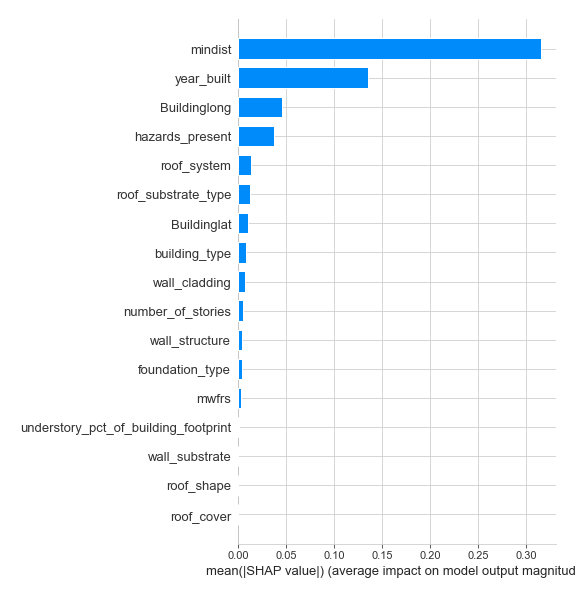 mindist
year_built
Buildinglong
hazards_present
roof_system
roof_substrate_type
Buildinglat
building_type
wall_cladding
number_of_stories
wall_structure
foundation_type
mwfrs
understory_pct_of_building_footprint
wall_substrate
roof_shape
roof_cover
0.00 0.05 0.10 0.15 0.20 0.25 0.30
mean(|SHAP value|) (average impact on model output magnitud